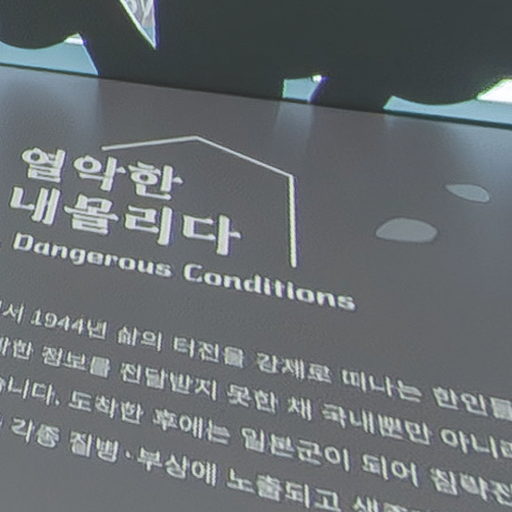 열악한
내몰리다
Dangerous Conditions
서 1944년 삶의 터전을 강제로 떠나는 한인들
한 정보를 전달받지 못한 채 국내뿐만 아니라
니다. 도착한 후에는 일본군이 되어 침략전
각종 질병·부상에 노출되고